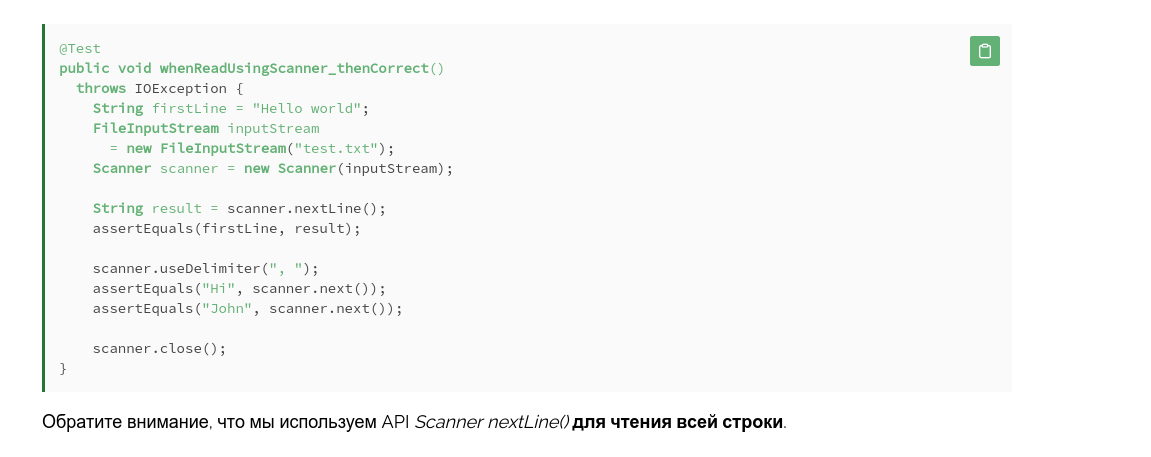 @Test
public void whenReadUsingScanner_thenCorrect()
  throws IOException {
    String firstLine = "Hello world";
    FileInputStream inputStream
      = new FileInputStream("test.txt");
    Scanner scanner = new Scanner(inputStream);

    String result = scanner.nextLine();
    assertEquals(firstLine, result);

    scanner.useDelimiter(", ");
    assertEquals("Hi", scanner.next());
    assertEquals("John", scanner.next());

    scanner.close();
}
Обратите внимание, что мы используем API Scanner nextLine() для чтения всей строки.